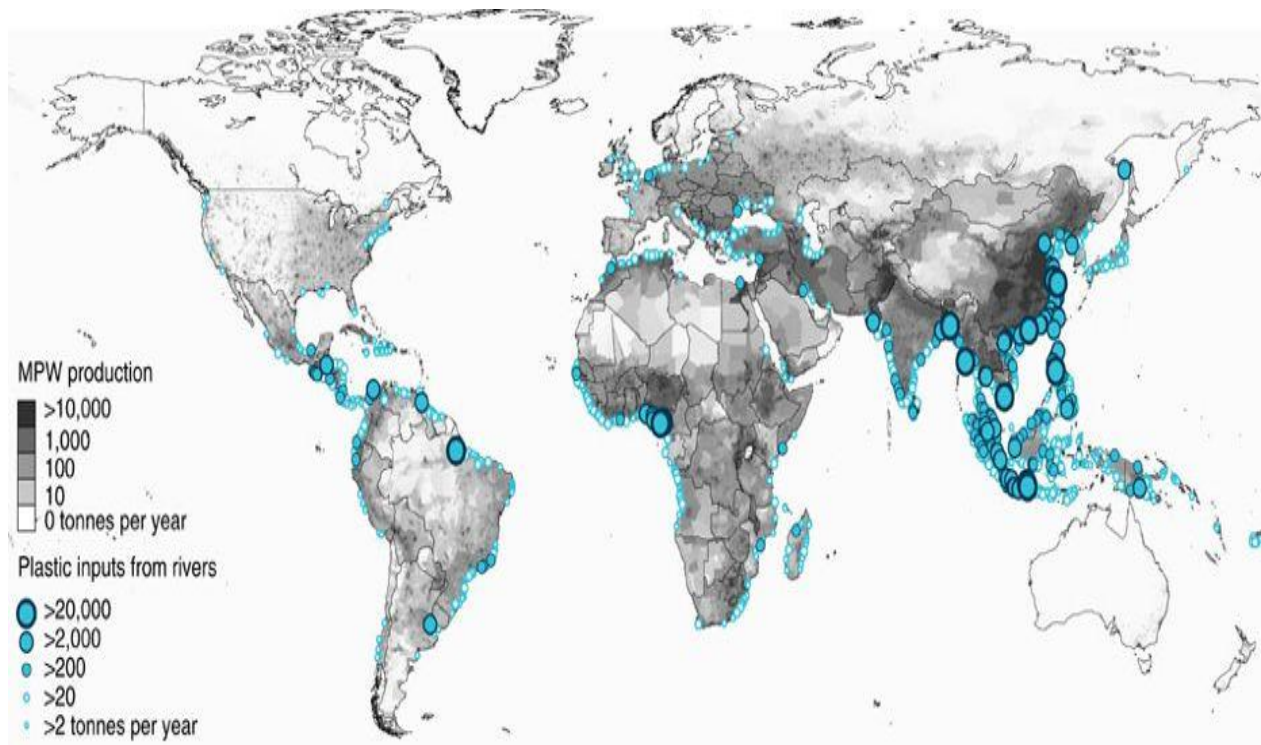 MPW production
>10,000
1,000
100
10
0 tonnes per year
Plastic inputs from rivers
>20,000
>2,000
>200
>20
>2 tonnes per year